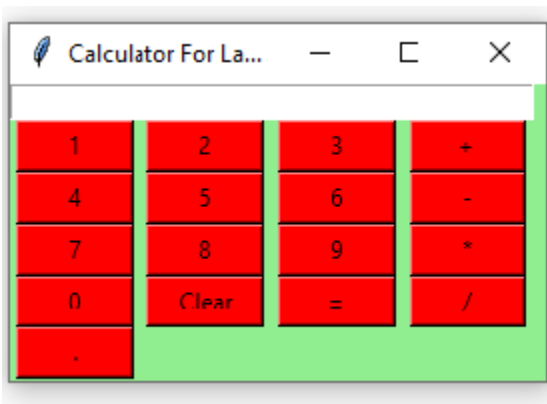 Calculator For La...
1 2 3 +
4 5 6 -
7 8 9 *
0 Clear = /
.